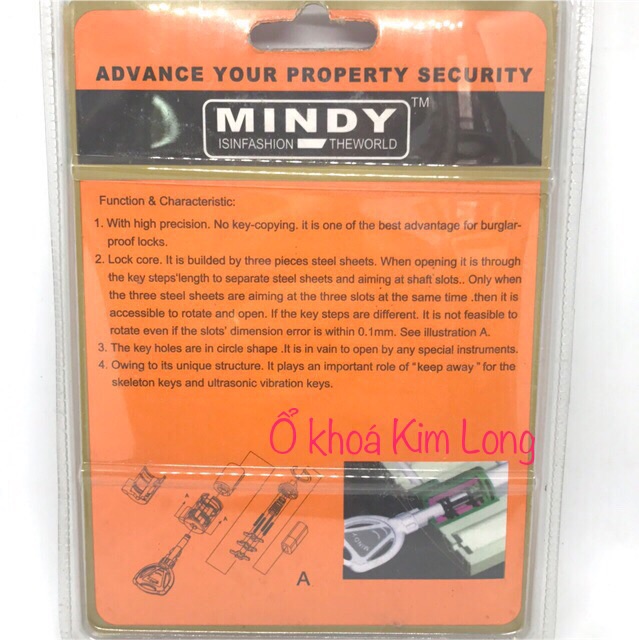 ADVANCE YOUR PROPERTY SECURITY
MINDY TM
ISINFASHION THEWORLD
Function & Characteristic:
1. With high precision. No key-copying. it is one of the best advantage for burglar-
proof locks.
2. Lock core. It is builded by three pieces steel sheets. When opening it is through
the key steps'length to separate steel sheets and aiming at shaft slots.. Only when
the three steel sheets are aiming at the three slots at the same time .then it is
accessible to rotate and open. If the key steps are different. It is not feasible to
rotate even if the slots' dimension error is within 0.1mm. See illustration A.
3. The key holes are in circle shape .It is in vain to open by any special instruments.
4. Owing to its unique structure. It plays an important role of "keep away" for the
skeleton keys and ultrasonic vibration keys.
Ổ khoá Kim Long
A